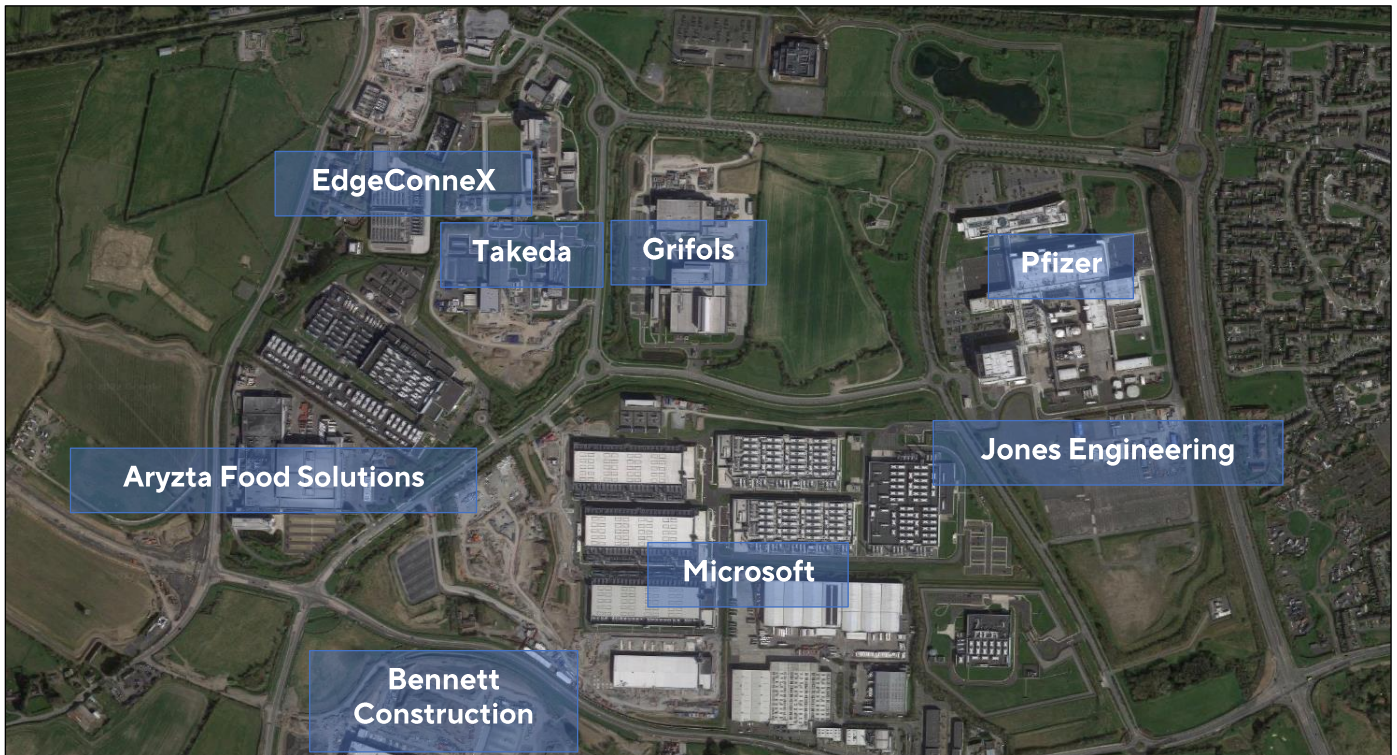 EdgeConneX
Takeda
Grifols
Pfizer
Aryzta Food Solutions
Jones Engineering
Microsoft
Bennett
Construction